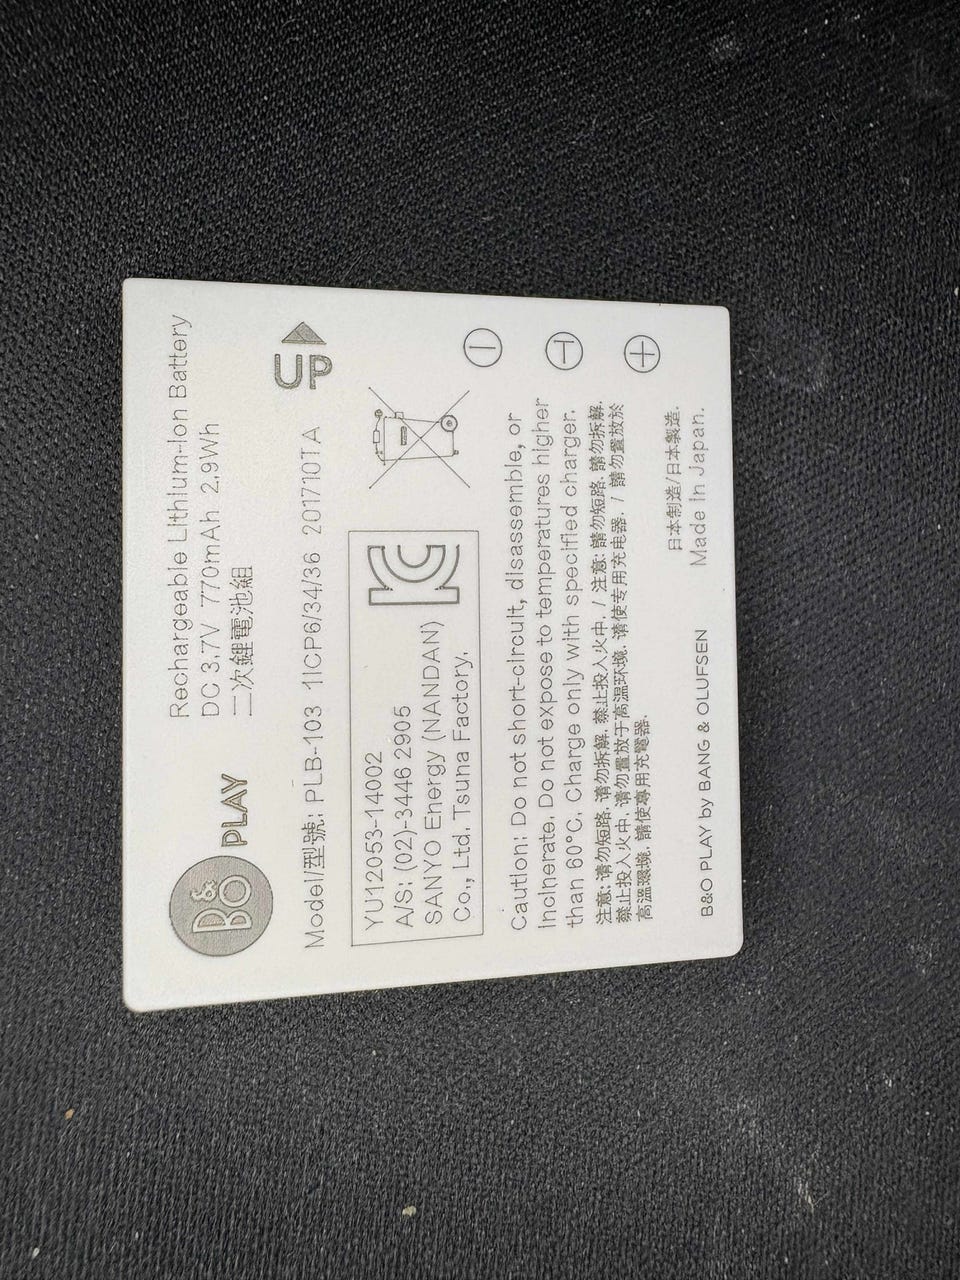 B&O
PLAY
Rechargeable Lithium-Ion Battery
DC 3.7V 770mAh 2.9Wh
二次鋰電池組
UP
Model/型號: PLB-103 1ICP6/34/36 201710TA
YU12053-14002
A/S: (02)-3446 2905
SANYO Energy (NANDAN)
Co., Ltd. Tsuna Factory.
Caution: Do not short-circuit, disassemble, or
incinerate. Do not expose to temperatures higher
than 60°C. Charge only with specified charger.
注意: 请勿短路. 请勿拆解. 禁止投入火中. / 注意: 請勿短路. 請勿拆解.
禁止投入火中. 请勿置放于高温环境. 请使专用充电器. / 請勿置放於
高溫環境. 請使專用充電器.
日本制造/日本製造.
B&O PLAY by BANG & OLUFSEN Made in Japan.
− T +